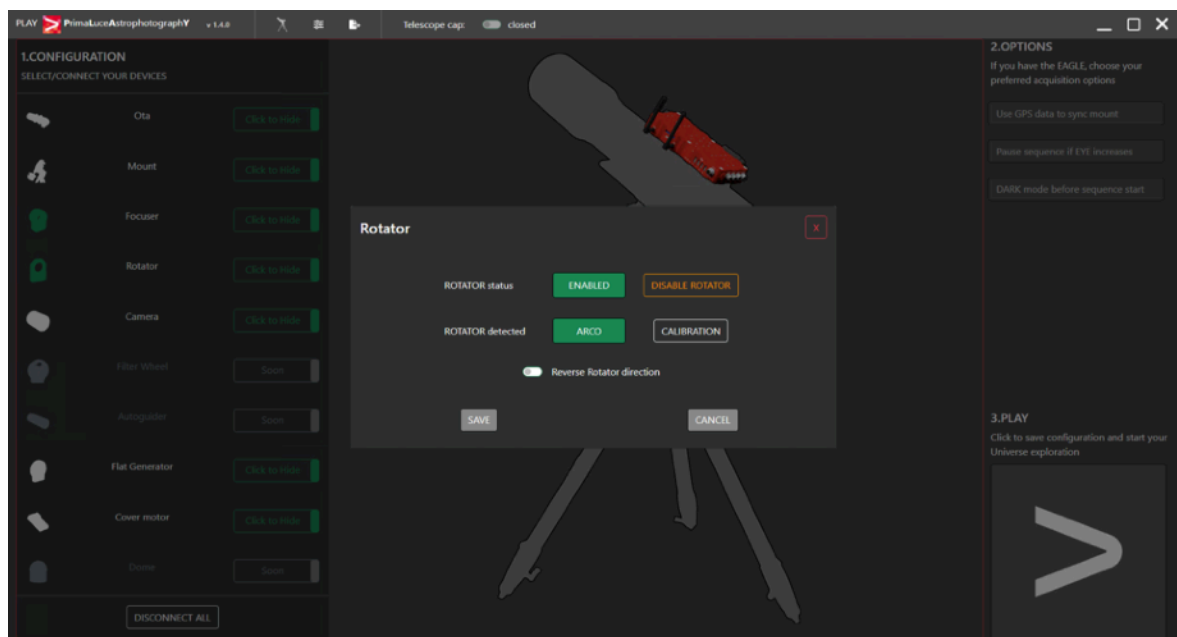 PLAY PrimaLuceAstrophotographY v 1.4.0
Telescope cap: closed
1.CONFIGURATION
SELECT/CONNECT YOUR DEVICES
Ota Click to Hide
Mount Click to Hide
Focuser Click to Hide
Rotator Click to Hide
Camera Click to Hide
Filter Wheel Soon
Autoguider Soon
Flat Generator Click to Hide
Cover motor Click to Hide
Dome Soon
DISCONNECT ALL
Rotator X
ROTATOR status ENABLED DISABLE ROTATOR
ROTATOR detected ARCO CALIBRATION
Reverse Rotator direction
SAVE CANCEL
2.OPTIONS
If you have the EAGLE, choose your
preferred acquisition options
Use GPS data to sync mount
Pause sequence if EYE increases
DARK mode before sequence start
3.PLAY
Click to save configuration and start your
Universe exploration